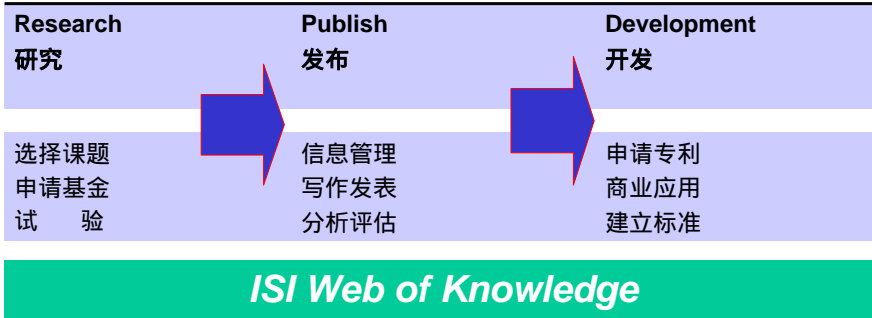 Research Publish Development
研究 发布 开发
选择课题 信息管理 申请专利
申请基金 写作发表 商业应用
试 验 分析评估 建立标准
ISI Web of Knowledge